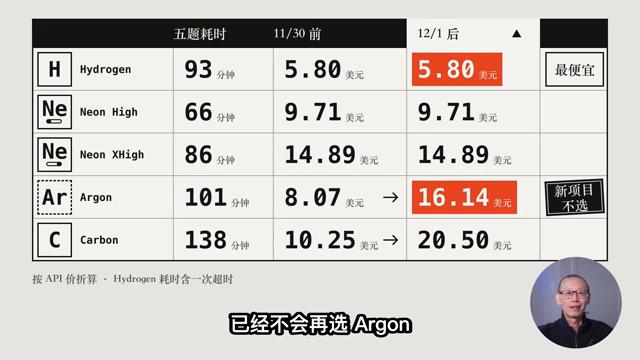 五题耗时 11/30 前 12/1 后 ▲
H Hydrogen 93 分钟 5.80 美元 5.80 美元 最便宜
Ne Neon High 66 分钟 9.71 美元 9.71 美元
Ne Neon XHigh 86 分钟 14.89 美元 14.89 美元
Ar Argon 101 分钟 8.07 美元 → 16.14 美元 新项目
不选
C Carbon 138 分钟 10.25 美元 → 20.50 美元
按 API 价折算 · Hydrogen 耗时含一次超时
已经不会再选 Argon